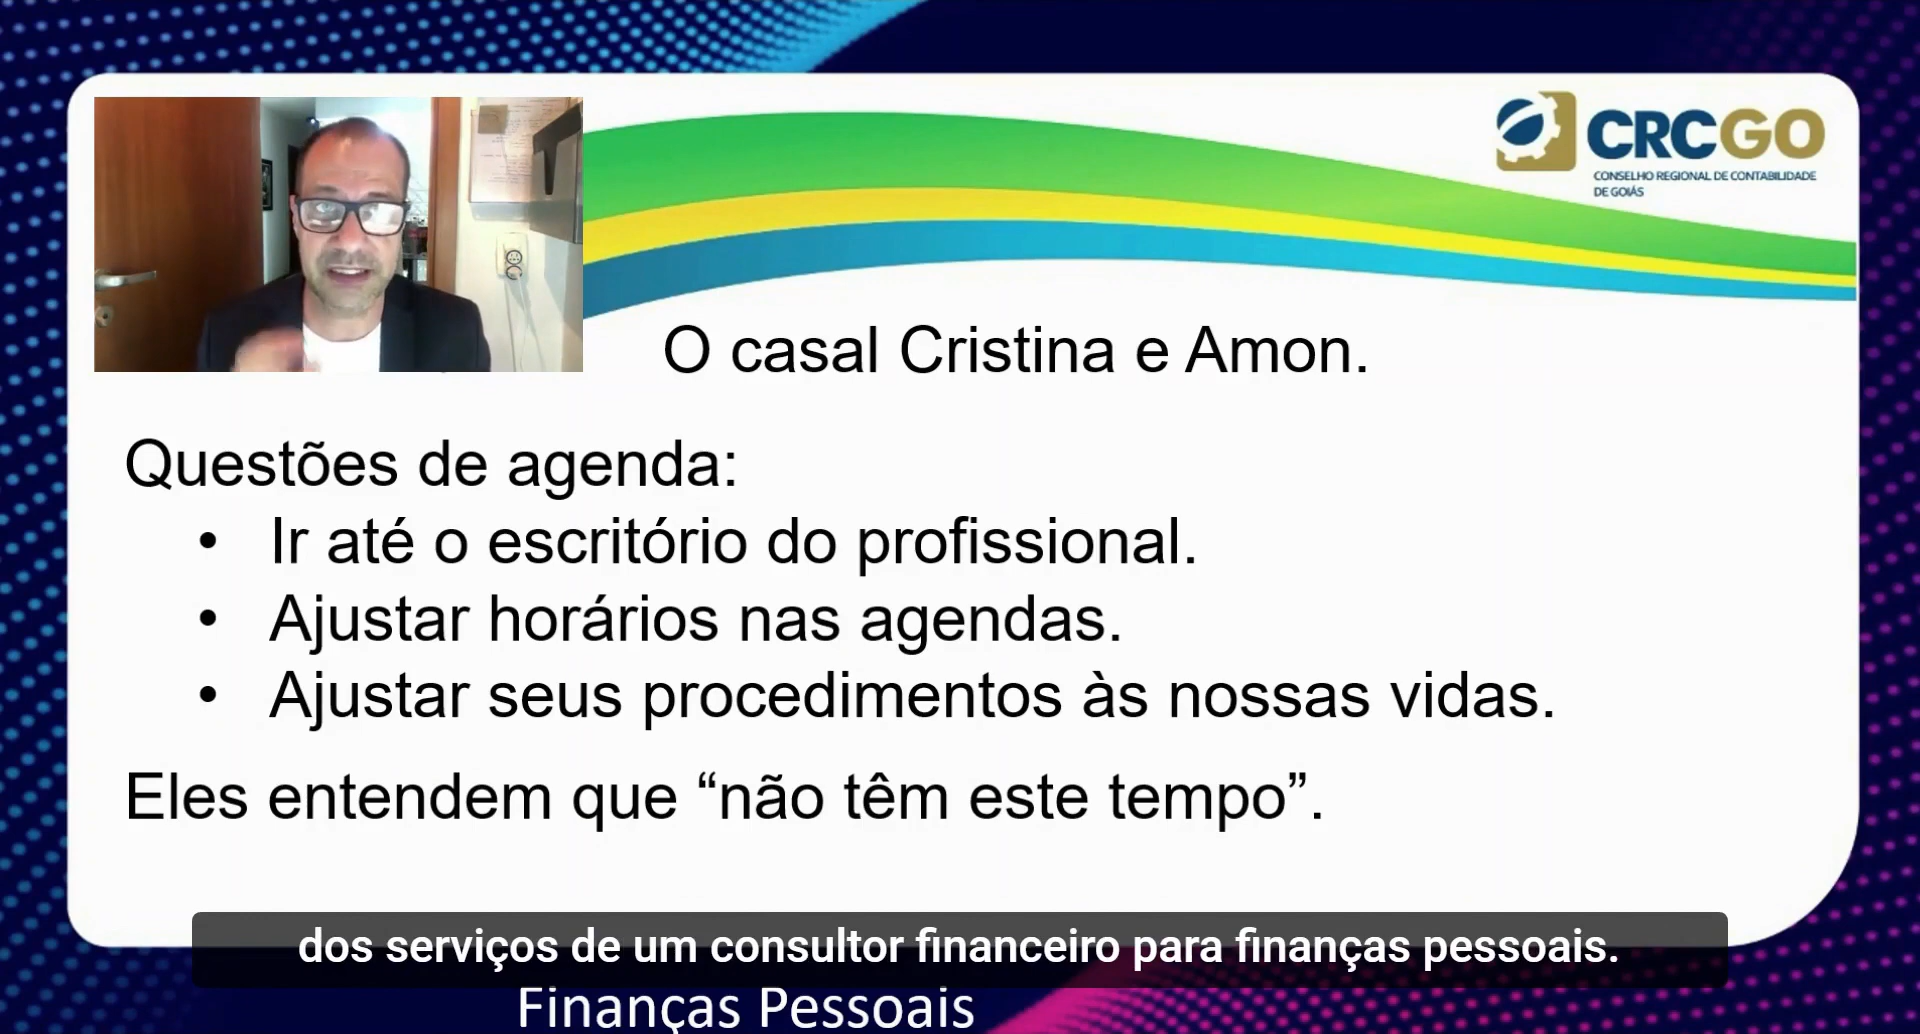 CRCGO
CONSELHO REGIONAL DE CONTABILIDADE
DE GOIÁS
O casal Cristina e Amon.
Questões de agenda:
• Ir até o escritório do profissional.
• Ajustar horários nas agendas.
• Ajustar seus procedimentos às nossas vidas.
Eles entendem que “não têm este tempo”.
dos serviços de um consultor financeiro para finanças pessoais.
Finanças Pessoais